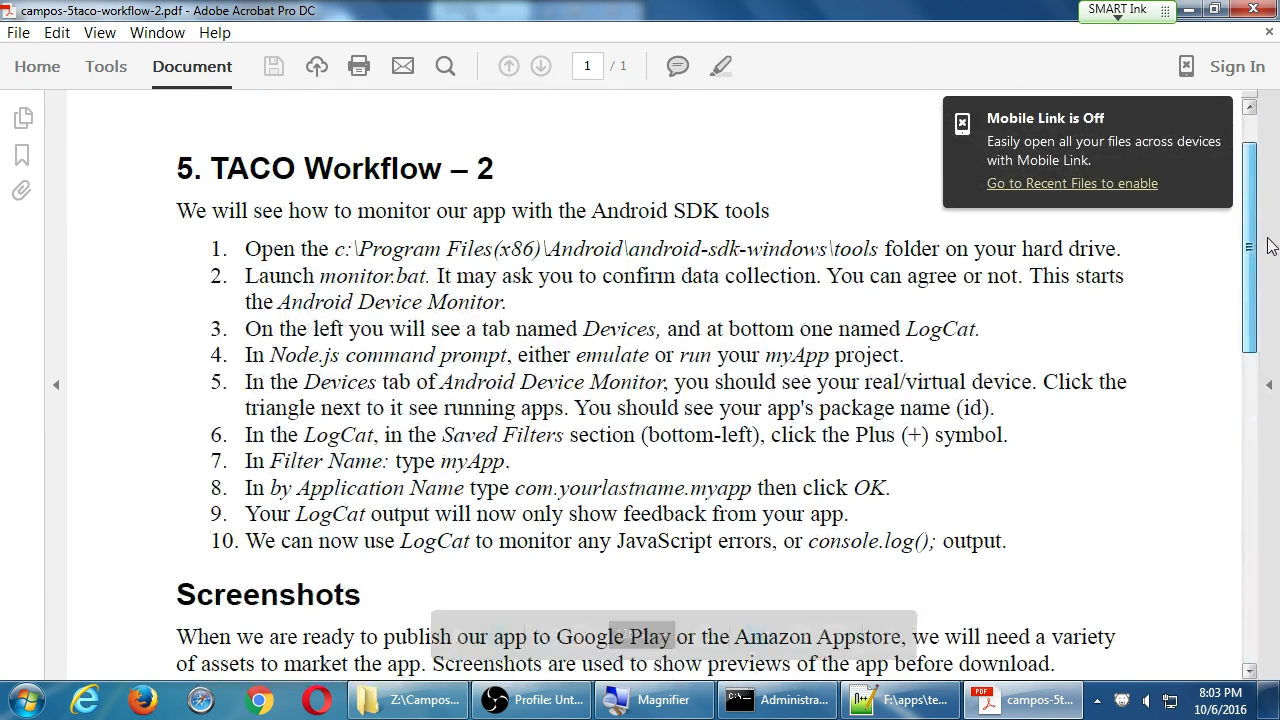 campos-5taco-workflow-2.pdf - Adobe Acrobat Pro DC
SMART Ink
File Edit View Window Help
Home Tools Document 1 / 1 Sign In
Mobile Link is Off
Easily open all your files across devices
with Mobile Link.
Go to Recent Files to enable
5. TACO Workflow – 2
We will see how to monitor our app with the Android SDK tools
1. Open the c:\Program Files(x86)\Android\android-sdk-windows\tools folder on your hard drive.
2. Launch monitor.bat. It may ask you to confirm data collection. You can agree or not. This starts
the Android Device Monitor.
3. On the left you will see a tab named Devices, and at bottom one named LogCat.
4. In Node.js command prompt, either emulate or run your myApp project.
5. In the Devices tab of Android Device Monitor, you should see your real/virtual device. Click the
triangle next to it see running apps. You should see your app's package name (id).
6. In the LogCat, in the Saved Filters section (bottom-left), click the Plus (+) symbol.
7. In Filter Name: type myApp.
8. In by Application Name type com.yourlastname.myapp then click OK.
9. Your LogCat output will now only show feedback from your app.
10. We can now use LogCat to monitor any JavaScript errors, or console.log(); output.
Screenshots
When we are ready to publish our app to Google Play or the Amazon Appstore, we will need a variety
of assets to market the app. Screenshots are used to show previews of the app before download.
Z:\Campos... Profile: Unt... Magnifier Administra... F:\apps\te... PDF campos-5t... 8:03 PM
10/6/2016